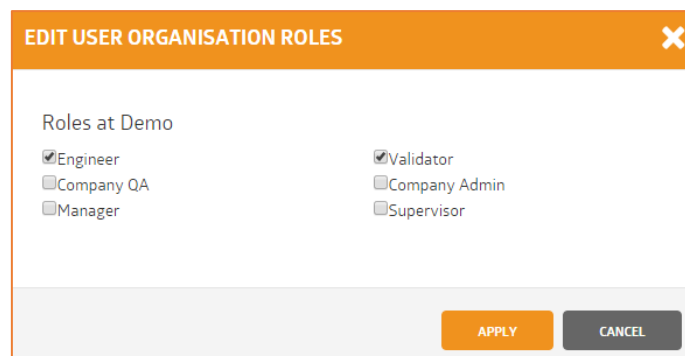 EDIT USER ORGANISATION ROLES
Roles at Demo
Engineer Validator
Company QA Company Admin
Manager Supervisor
APPLY CANCEL